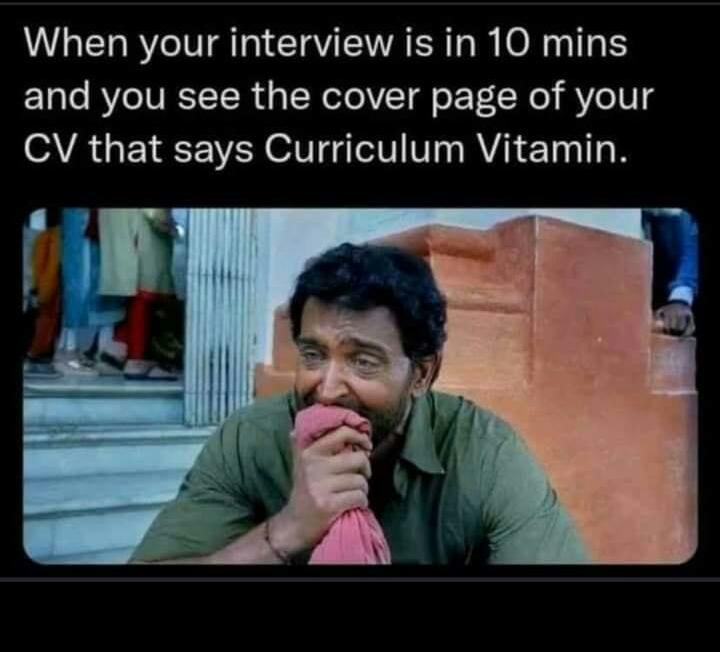 When your interview is in 10 mins
and you see the cover page of your
CV that says Curriculum Vitamin.